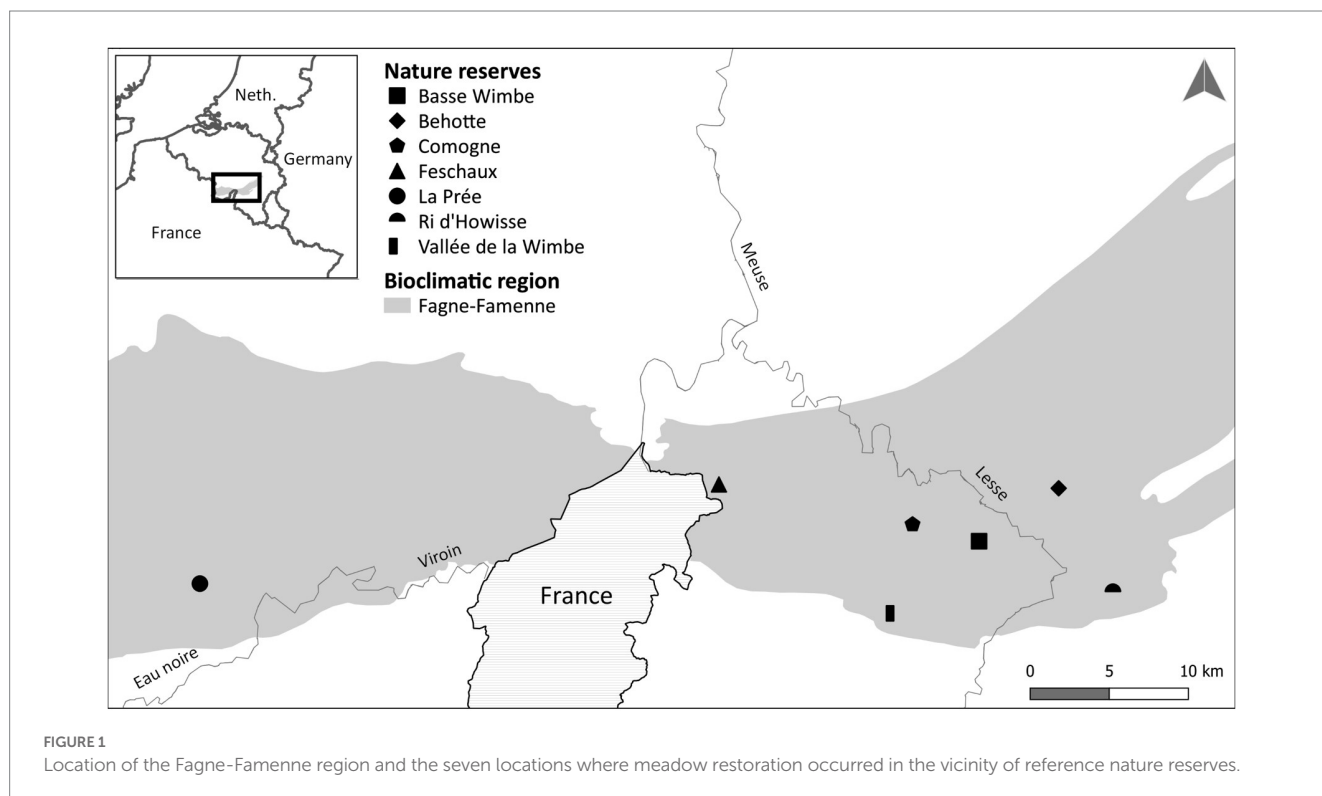 Neth.
Germany
France
Nature reserves
Basse Wimbe
Behotte
Comogne
Feschaux
La Prée
Ri d'Howisse
Vallée de la Wimbe
Bioclimatic region
Fagne-Famenne
Meuse
Lesse
Viroin
France
Eau noire
0 5 10 km
FIGURE 1
Location of the Fagne-Famenne region and the seven locations where meadow restoration occurred in the vicinity of reference nature reserves.